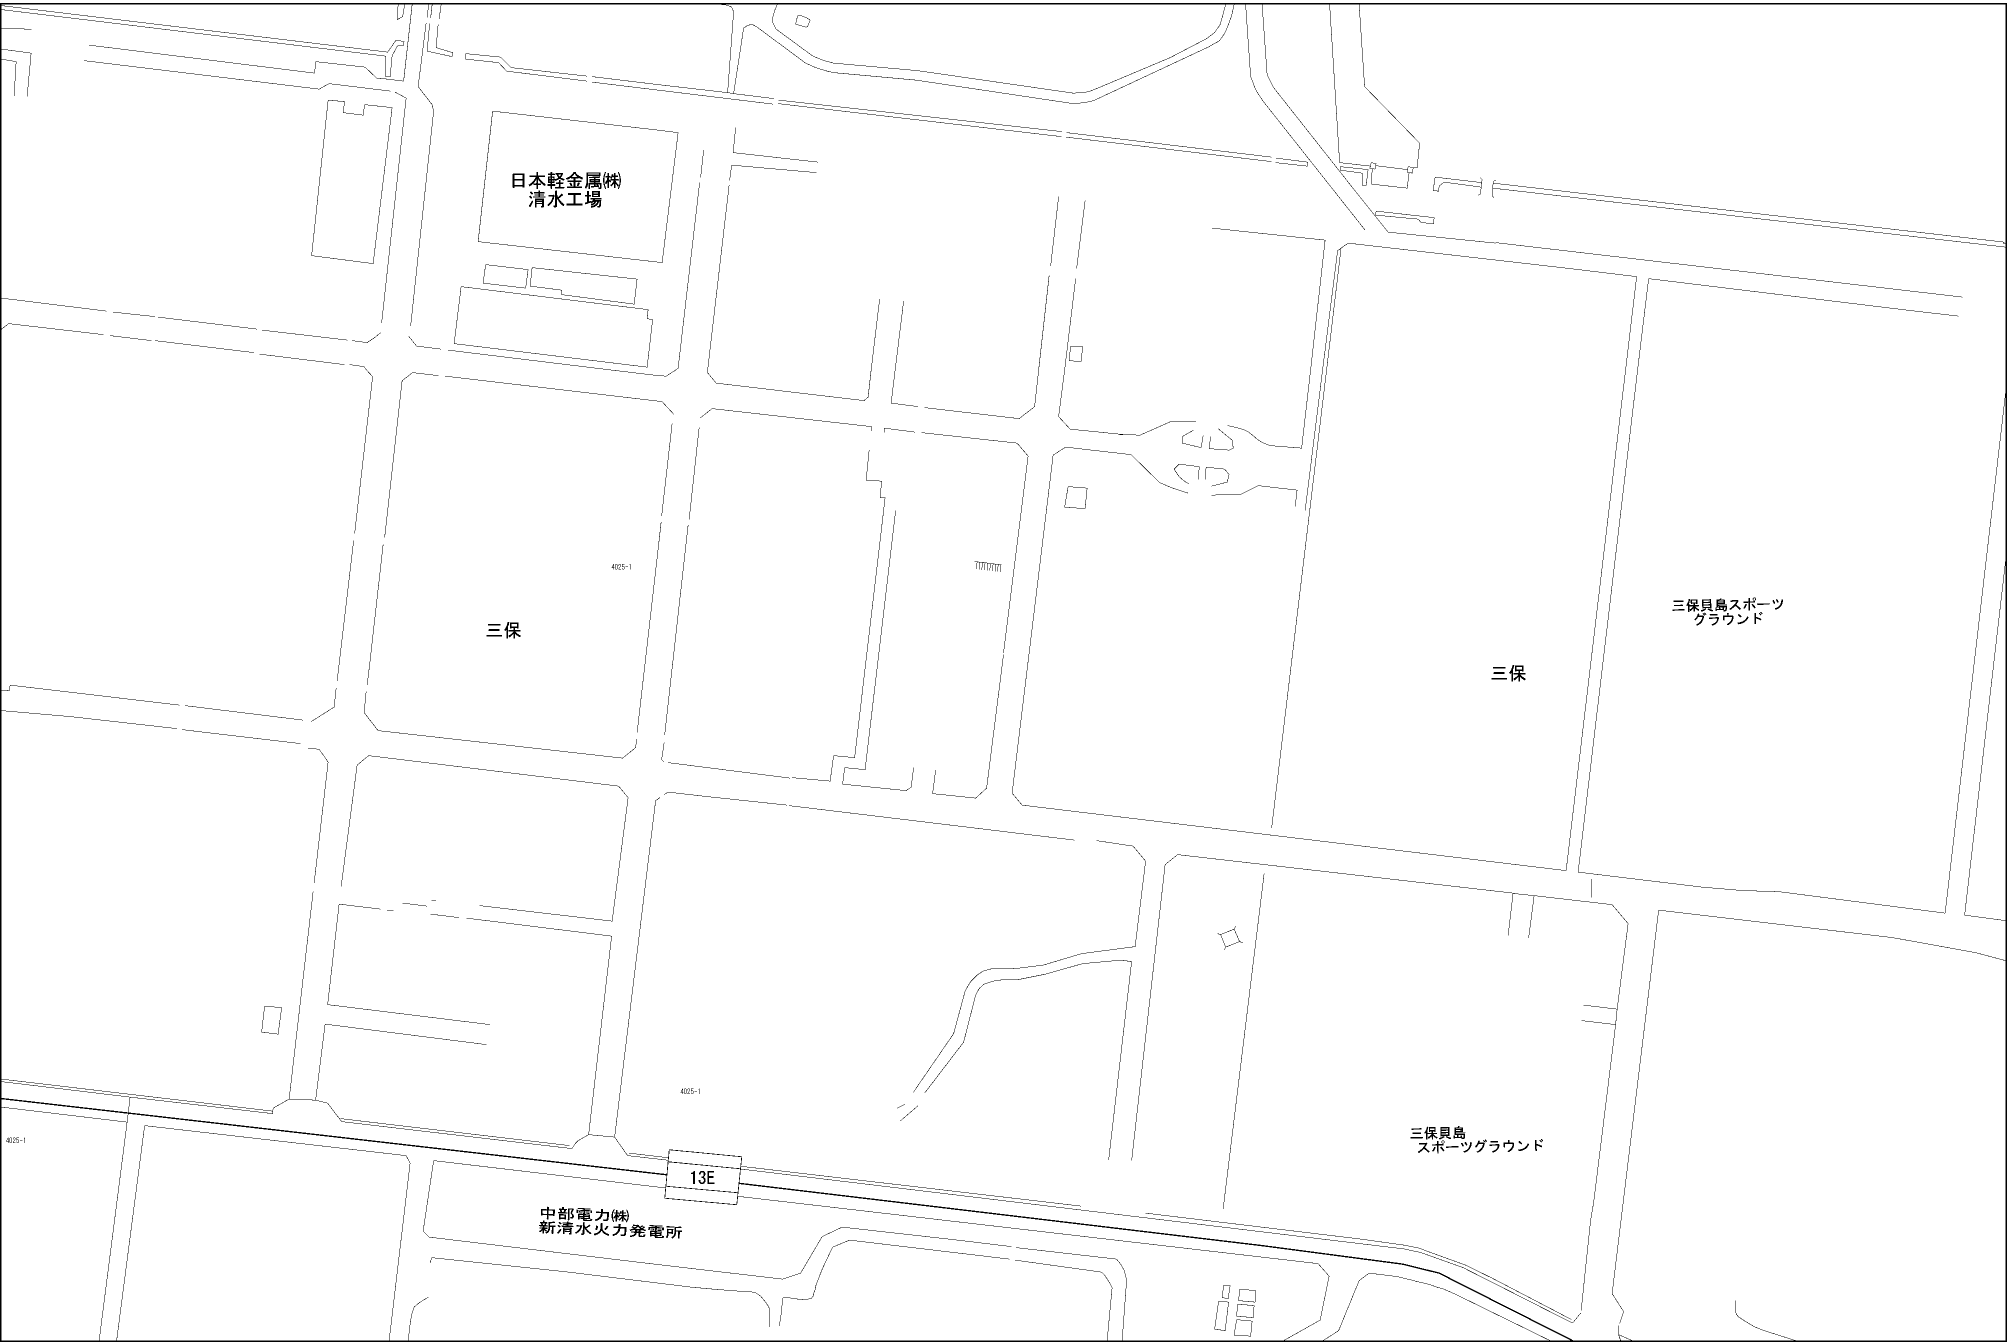 日本軽金属㈱
清水工場
4025-1
三保貝島スポーツ
グラウンド
三保
三保
4025-1
三保貝島
スポーツグラウンド
4025-1
13E
中部電力㈱
新清水火力発電所